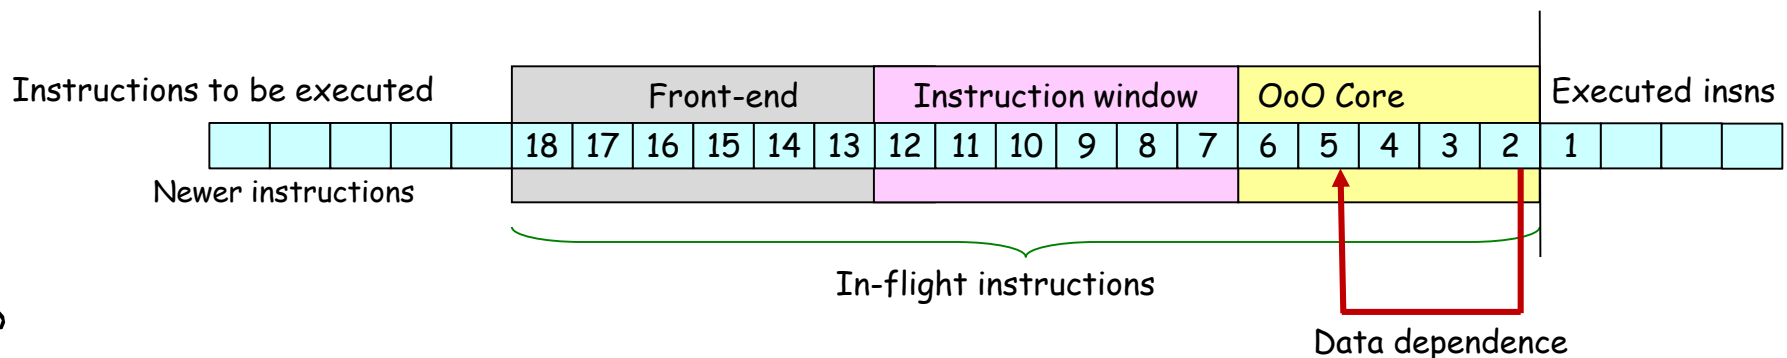 Instructions to be executed
Front-end
Instruction window
OoO Core
Executed insns
18 17 16 15 14 13 12 11 10 9 8 7 6 5 4 3 2 1
Newer instructions
In-flight instructions
Data dependence